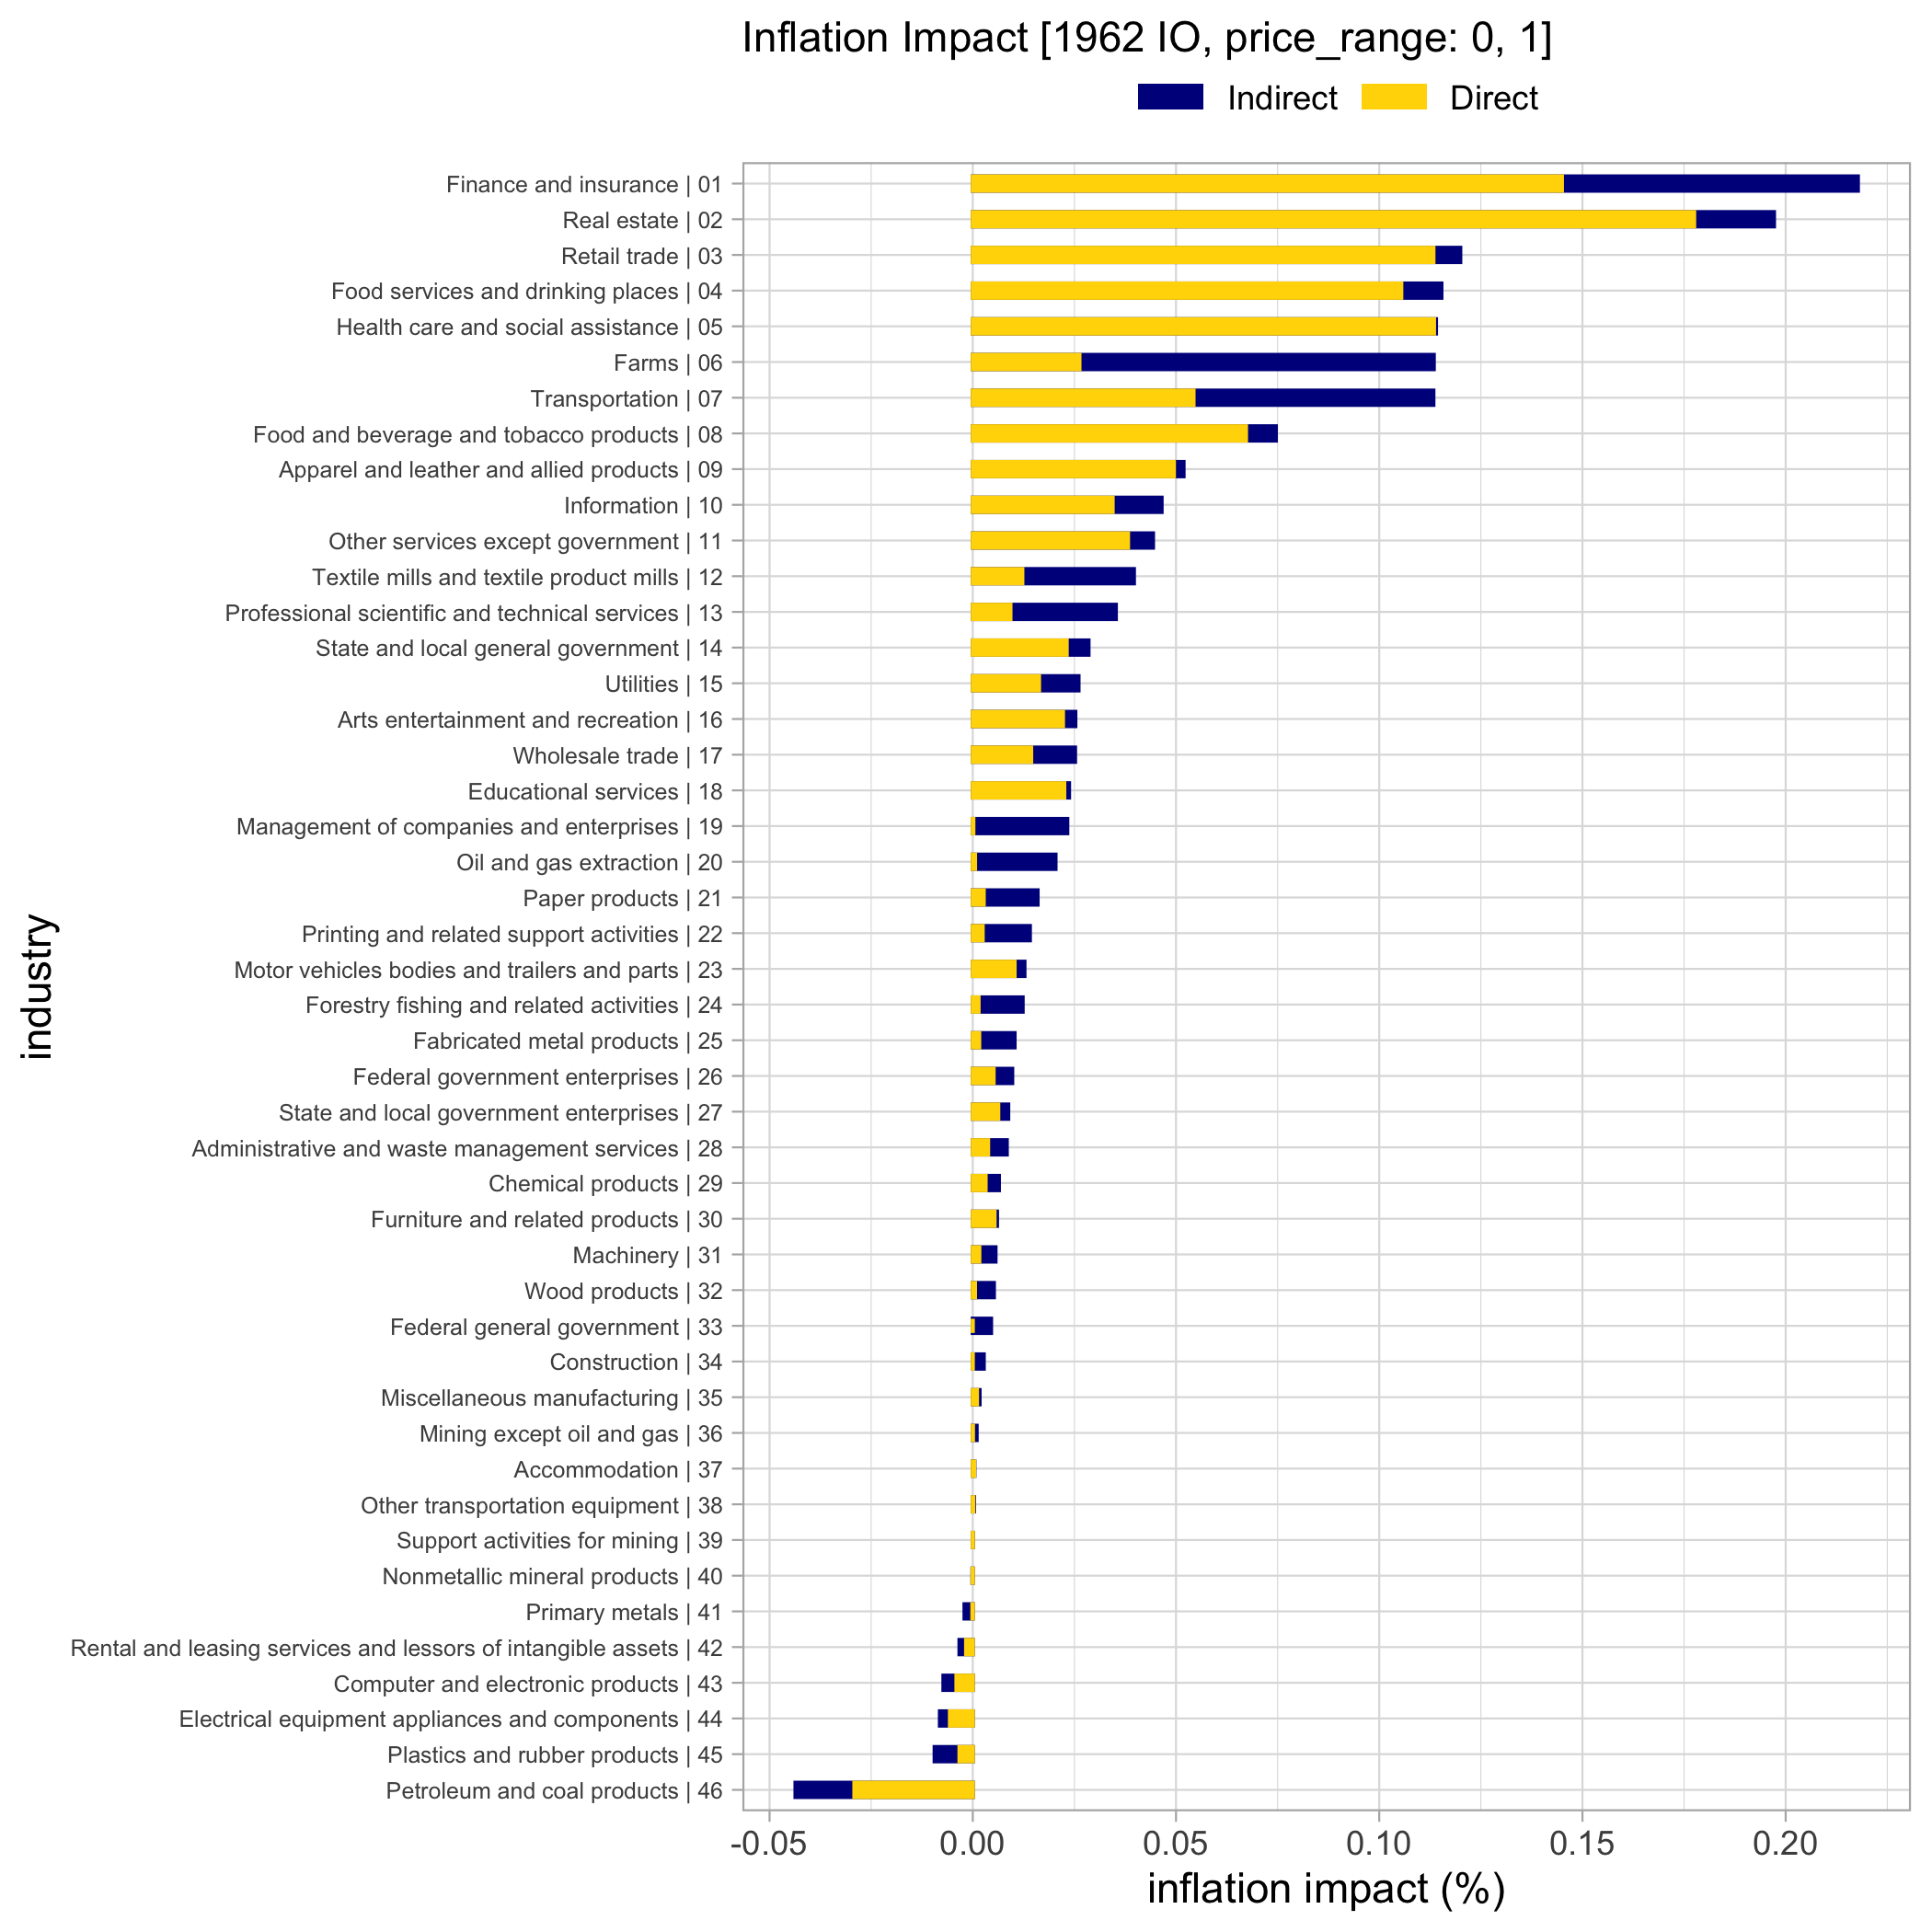 Inflation Impact [1962 IO, price_range: 0, 1]
Indirect Direct
Finance and insurance | 01
Real estate | 02
Retail trade | 03
Food services and drinking places | 04
Health care and social assistance | 05
Farms | 06
Transportation | 07
Food and beverage and tobacco products | 08
Apparel and leather and allied products | 09
Information | 10
Other services except government | 11
Textile mills and textile product mills | 12
Professional scientific and technical services | 13
State and local general government | 14
Utilities | 15
Arts entertainment and recreation | 16
Wholesale trade | 17
Educational services | 18
Management of companies and enterprises | 19
Oil and gas extraction | 20
Paper products | 21
Printing and related support activities | 22
Motor vehicles bodies and trailers and parts | 23
Forestry fishing and related activities | 24
Fabricated metal products | 25
Federal government enterprises | 26
State and local government enterprises | 27
Administrative and waste management services | 28
Chemical products | 29
Furniture and related products | 30
Machinery | 31
Wood products | 32
Federal general government | 33
Construction | 34
Miscellaneous manufacturing | 35
Mining except oil and gas | 36
Accommodation | 37
Other transportation equipment | 38
Support activities for mining | 39
Nonmetallic mineral products | 40
Primary metals | 41
Rental and leasing services and lessors of intangible assets | 42
Computer and electronic products | 43
Electrical equipment appliances and components | 44
Plastics and rubber products | 45
Petroleum and coal products | 46
industry
-0.05 0.00 0.05 0.10 0.15 0.20
inflation impact (%)